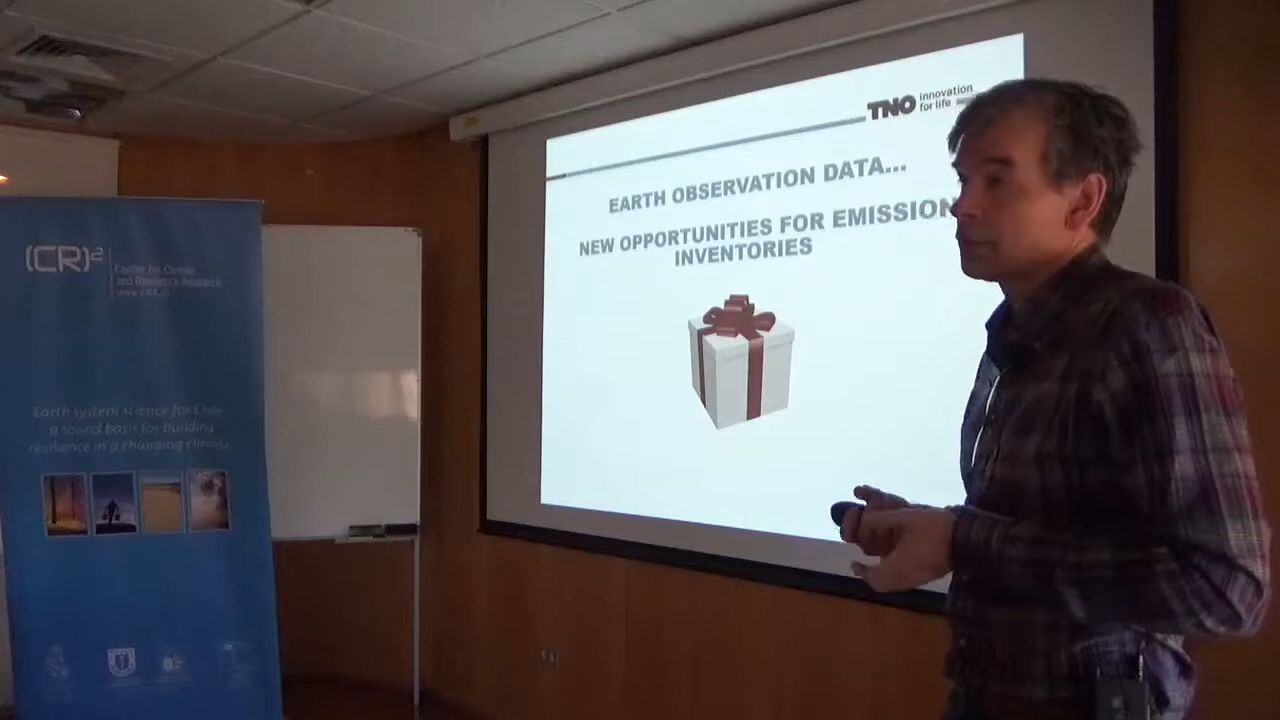 (CR)²
Center for Climate
and Resilience Research
Earth system science for Chile
a sound basis for building
resilience in a changing climate
TNO innovation
for life
EARTH OBSERVATION DATA...
NEW OPPORTUNITIES FOR EMISSION
INVENTORIES